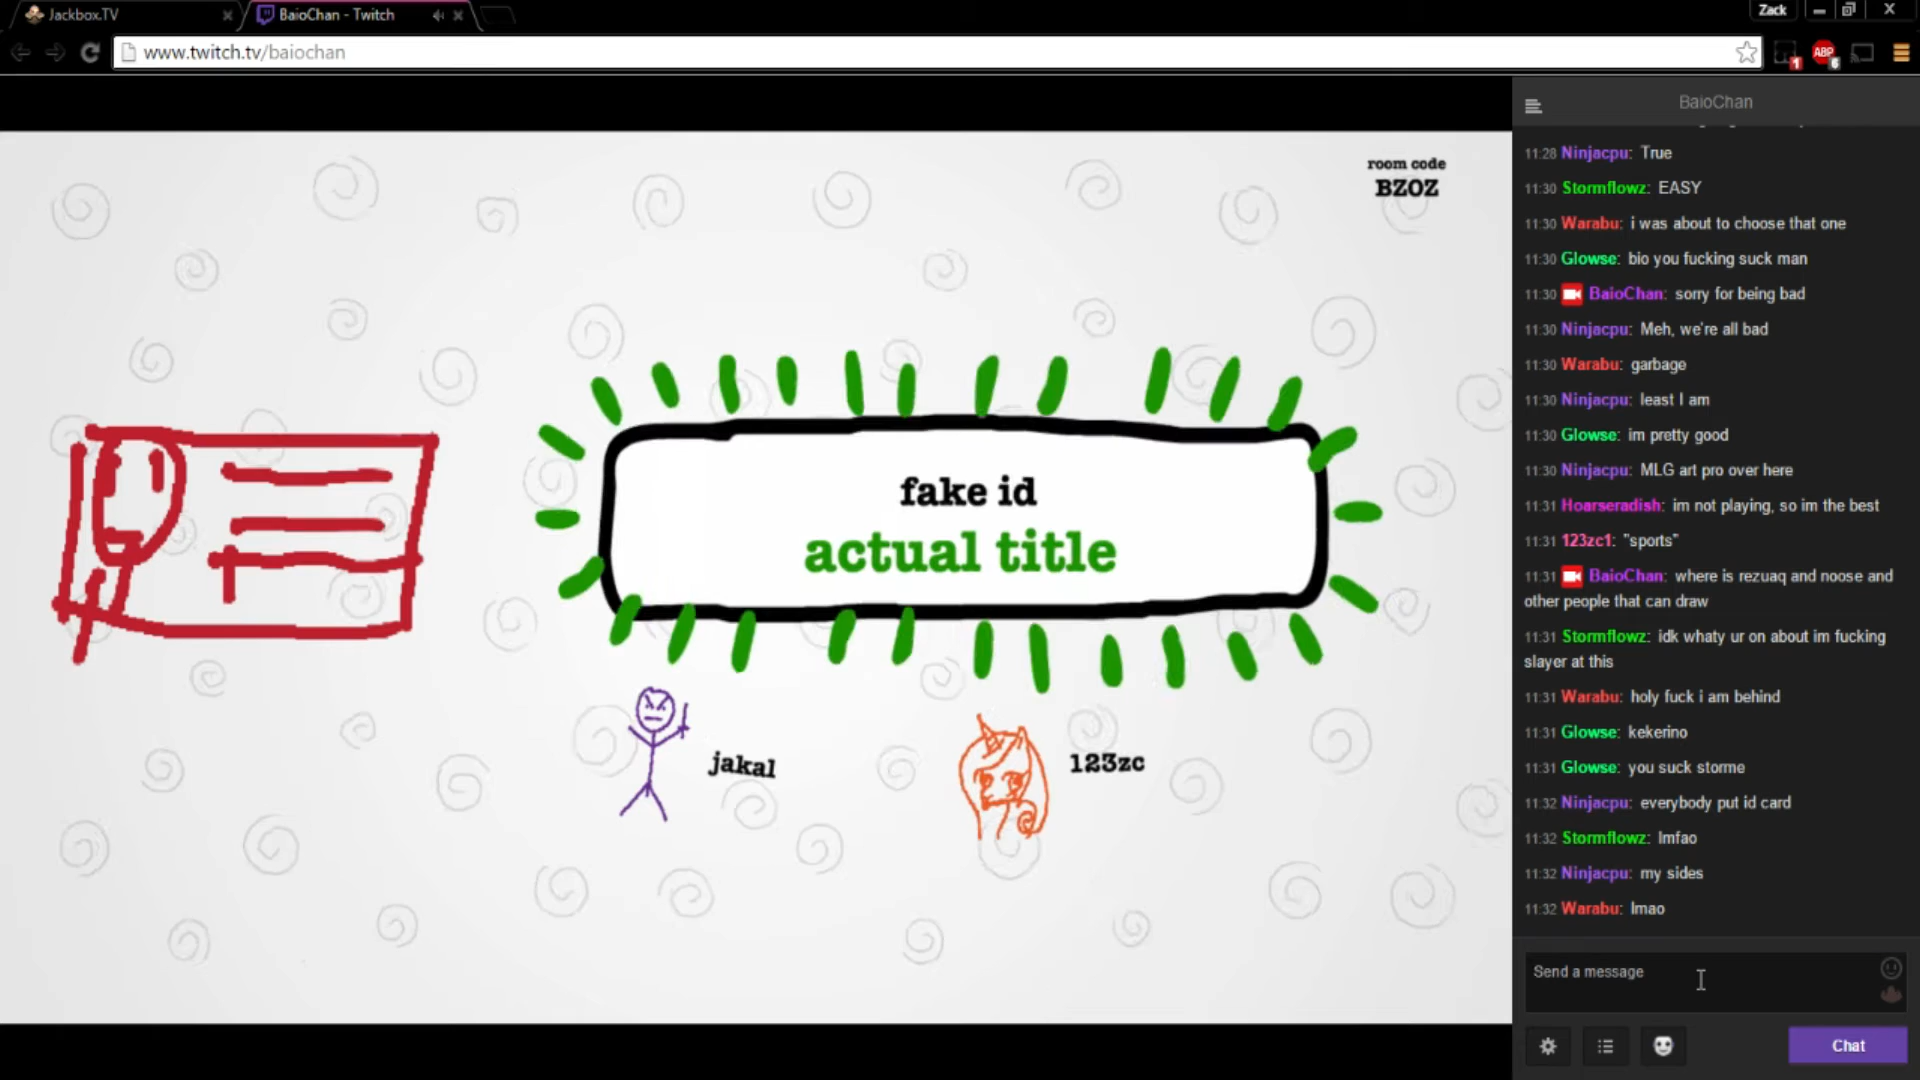 Jackbox.TV
BaioChan - Twitch
Zack
www.twitch.tv/baiochan
1
ABP
6
BaioChan
room code
BZOZ
fake id
actual title
jakal
123zc
11:28 Ninjacpu: True
11:30 Stormflowz: EASY
11:30 Warabu: i was about to choose that one
11:30 Glowse: bio you fucking suck man
11:30 BaioChan: sorry for being bad
11:30 Ninjacpu: Meh, we're all bad
11:30 Warabu: garbage
11:30 Ninjacpu: least I am
11:30 Glowse: im pretty good
11:30 Ninjacpu: MLG art pro over here
11:31 Hoarseradish: im not playing, so im the best
11:31 123zc1: "sports"
11:31 BaioChan: where is rezuaq and noose and
other people that can draw
11:31 Stormflowz: idk whaty ur on about im fucking
slayer at this
11:31 Warabu: holy fuck i am behind
11:31 Glowse: kekerino
11:31 Glowse: you suck storme
11:32 Ninjacpu: everybody put id card
11:32 Stormflowz: lmfao
11:32 Ninjacpu: my sides
11:32 Warabu: lmao
Send a message
Chat